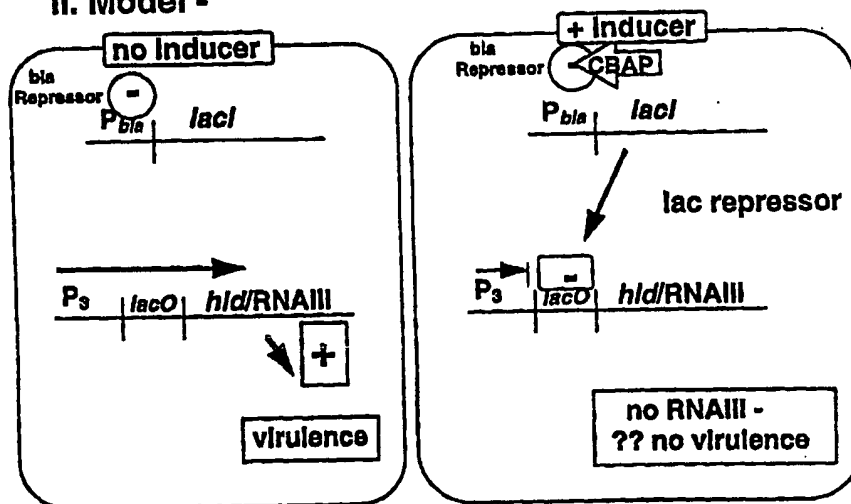 II. Model -
no Inducer
bla
Repressor
-
Pbla lacI
P3 lacO hld/RNAIII
+
virulence
+ Inducer
bla
Repressor
- CBAP
Pbla lacI
lac repressor
-
P3 lacO hld/RNAIII
no RNAIII -
?? no virulence